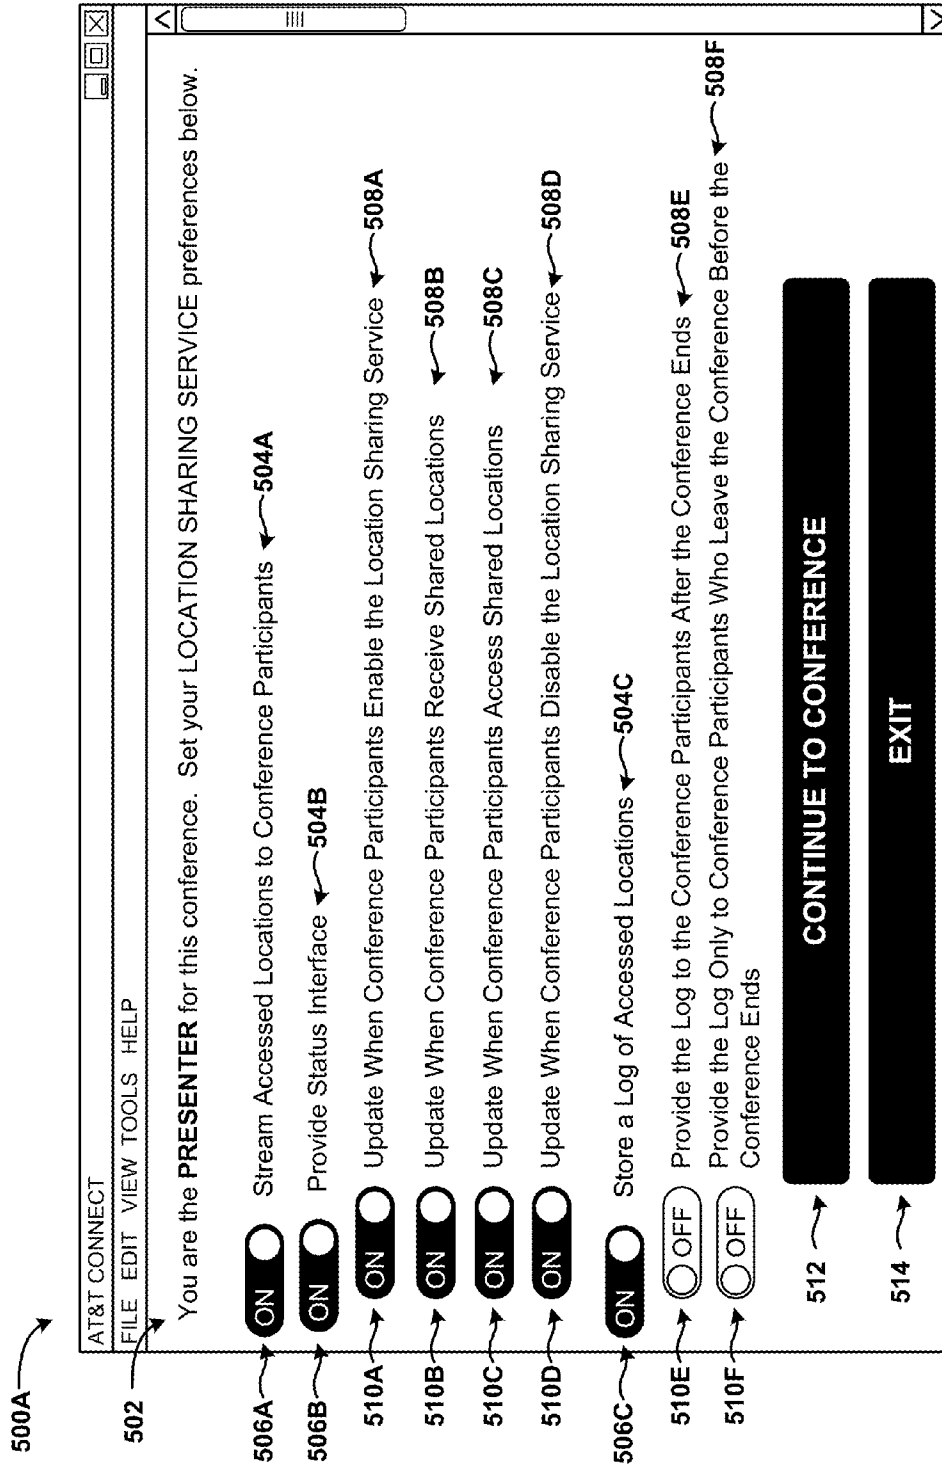 500A
AT&T CONNECT
FILE EDIT VIEW TOOLS HELP
502
You are the PRESENTER for this conference. Set your LOCATION SHARING SERVICE preferences below.
506A ON Stream Accessed Locations to Conference Participants 504A
506B ON Provide Status Interface 504B
510A ON Update When Conference Participants Enable the Location Sharing Service 508A
510B ON Update When Conference Participants Receive Shared Locations 508B
510C ON Update When Conference Participants Access Shared Locations 508C
510D ON Update When Conference Participants Disable the Location Sharing Service 508D
506C ON Store a Log of Accessed Locations 504C
510E OFF Provide the Log to the Conference Participants After the Conference Ends 508E
510F OFF Provide the Log Only to Conference Participants Who Leave the Conference Before the 508F
Conference Ends
512 CONTINUE TO CONFERENCE
514 EXIT